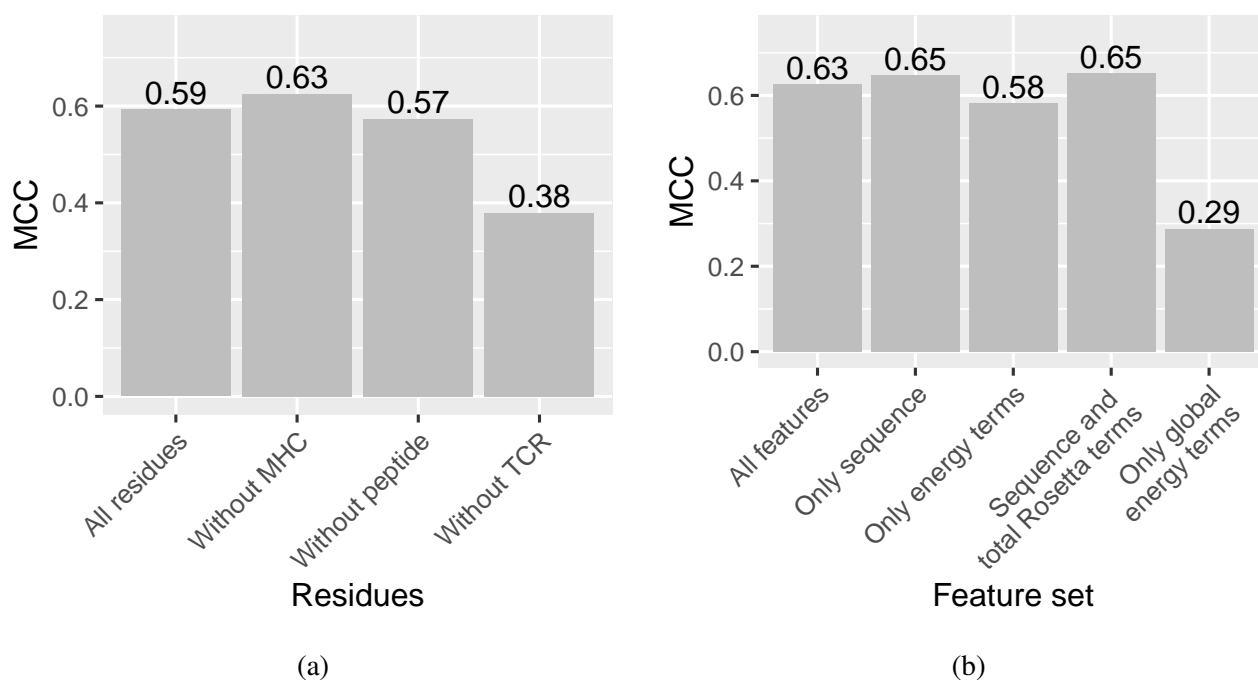 0.59
0.63
0.57
0.38
0.6
0.4
0.2
0.0
MCC
All residues
Without MHC
Without peptide
Without TCR
Residues
(a)
0.63
0.65
0.58
0.65
0.29
0.6
0.4
0.2
0.0
MCC
All features
Only sequence
Only energy terms
Sequence and
total Rosetta terms
Only global
energy terms
Feature set
(b)